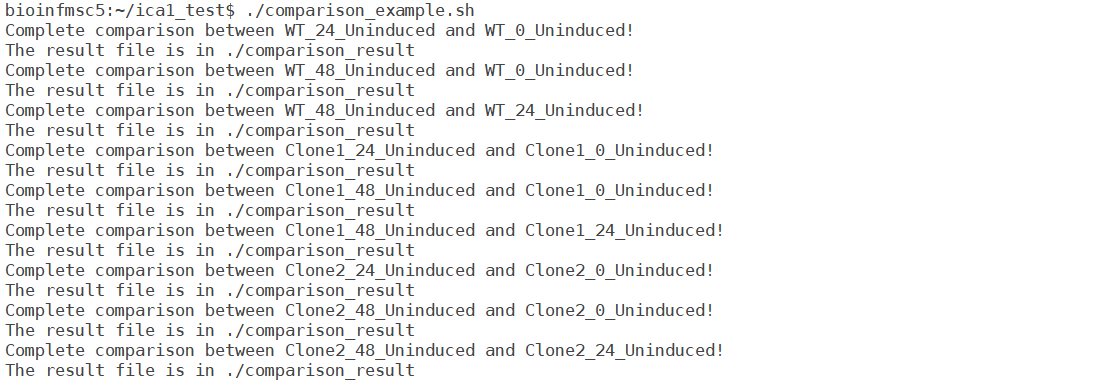 bioinfmsc5:~/ica1_test$ ./comparison_example.sh
Complete comparison between WT_24_Uninduced and WT_0_Uninduced!
The result file is in ./comparison_result
Complete comparison between WT_48_Uninduced and WT_0_Uninduced!
The result file is in ./comparison_result
Complete comparison between WT_48_Uninduced and WT_24_Uninduced!
The result file is in ./comparison_result
Complete comparison between Clone1_24_Uninduced and Clone1_0_Uninduced!
The result file is in ./comparison_result
Complete comparison between Clone1_48_Uninduced and Clone1_0_Uninduced!
The result file is in ./comparison_result
Complete comparison between Clone1_48_Uninduced and Clone1_24_Uninduced!
The result file is in ./comparison_result
Complete comparison between Clone2_24_Uninduced and Clone2_0_Uninduced!
The result file is in ./comparison_result
Complete comparison between Clone2_48_Uninduced and Clone2_0_Uninduced!
The result file is in ./comparison_result
Complete comparison between Clone2_48_Uninduced and Clone2_24_Uninduced!
The result file is in ./comparison_result